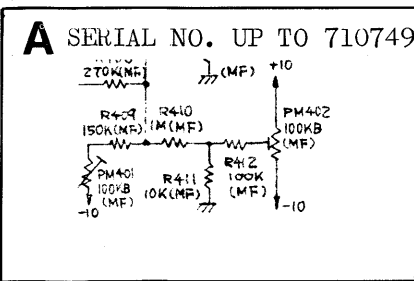 A SERIAL NO. UP TO 710749
270K(MF)
(MF)
+10
R409
150K(MF)
R410
1M(MF)
PM402
100KB
(MF)
PM401
100KB
(MF)
-10
R411
10K(MF)
R412
100K
(MF)
-10